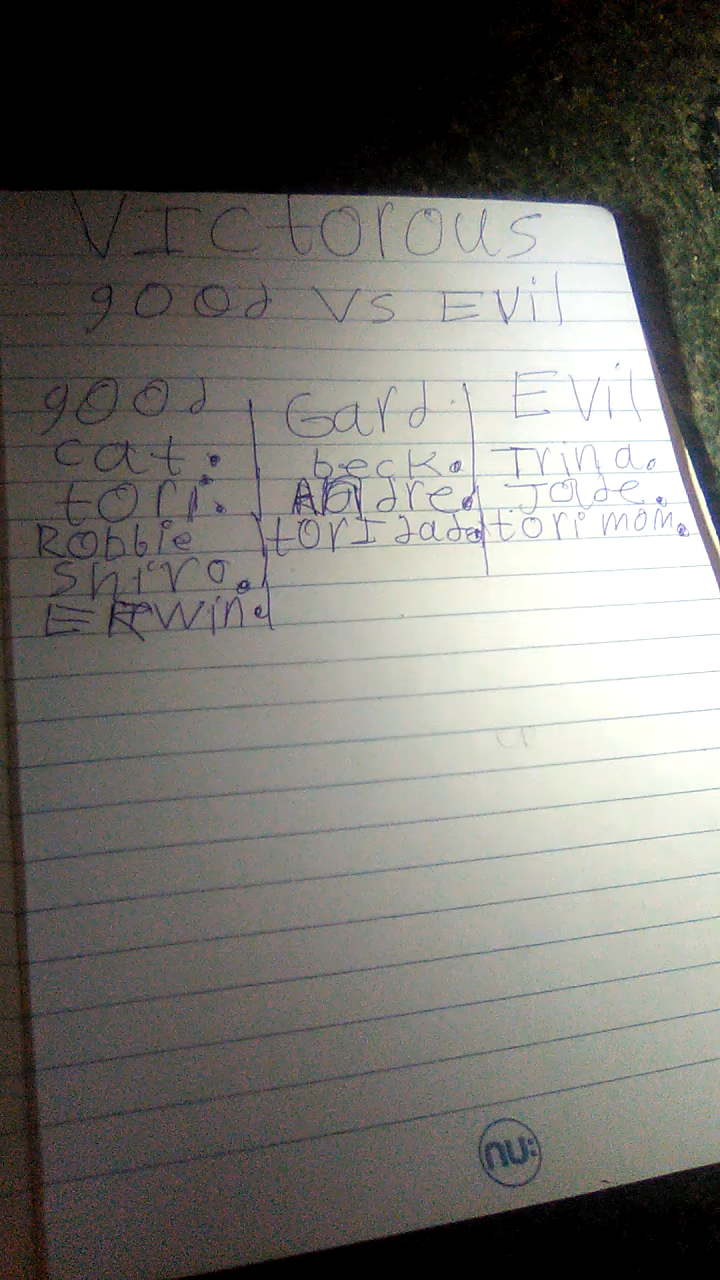 VICtorous
good VS EVil
good Gard. EVil
cat. beck. Trina.
tori. Andre. Jade.
Robbie torI dad. tori mom.
Shiro.
ERWin.
nu: